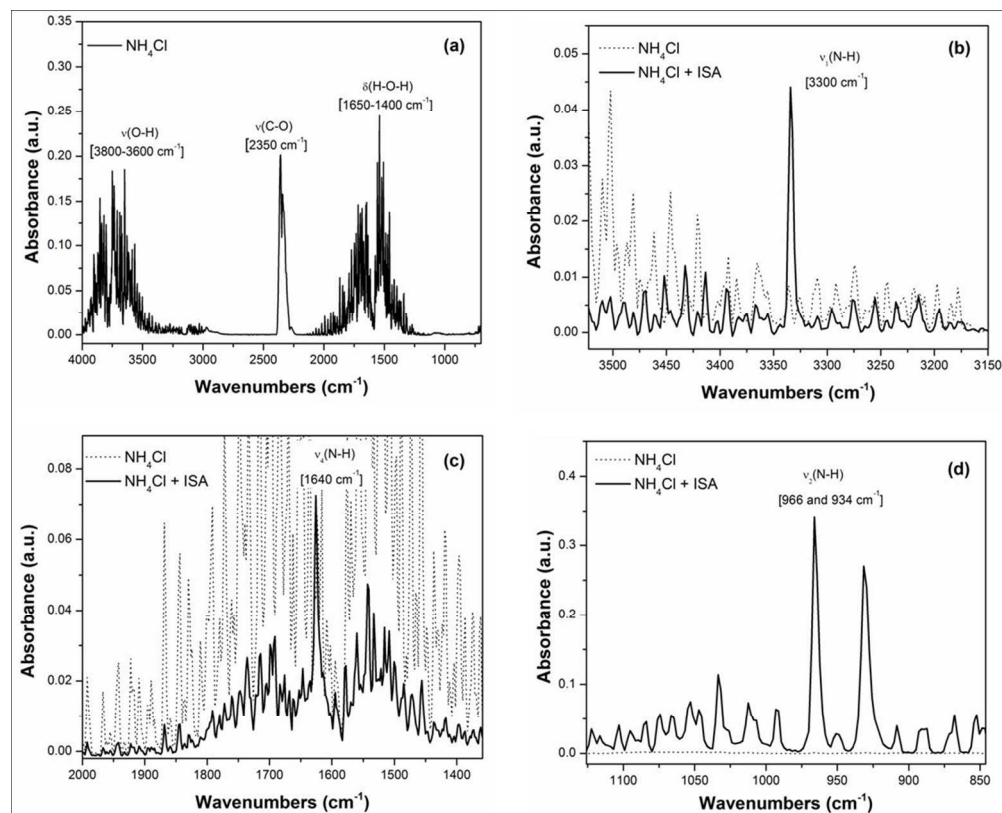 0.35
0.30
0.25
0.20
0.15
0.10
0.05
0.00
Absorbance (a.u.)
NH₄Cl
(a)
δ(H-O-H)
[1650-1400 cm⁻¹]
ν(O-H)
[3800-3600 cm⁻¹]
ν(C-O)
[2350 cm⁻¹]
4000 3500 3000 2500 2000 1500 1000
Wavenumbers (cm⁻¹)
0.05
0.04
0.03
0.02
0.01
0.00
Absorbance (a.u.)
NH₄Cl
NH₄Cl + ISA
(b)
ν₁(N-H)
[3300 cm⁻¹]
3500 3450 3400 3350 3300 3250 3200 3150
Wavenumbers (cm⁻¹)
0.08
0.06
0.04
0.02
0.00
Absorbance (a.u.)
NH₄Cl
NH₄Cl + ISA
(c)
ν₄(N-H)
[1640 cm⁻¹]
2000 1900 1800 1700 1600 1500 1400
Wavenumbers (cm⁻¹)
0.4
0.3
0.2
0.1
0.0
Absorbance (a.u.)
NH₄Cl
NH₄Cl + ISA
(d)
ν₂(N-H)
[966 and 934 cm⁻¹]
1100 1050 1000 950 900 850
Wavenumbers (cm⁻¹)